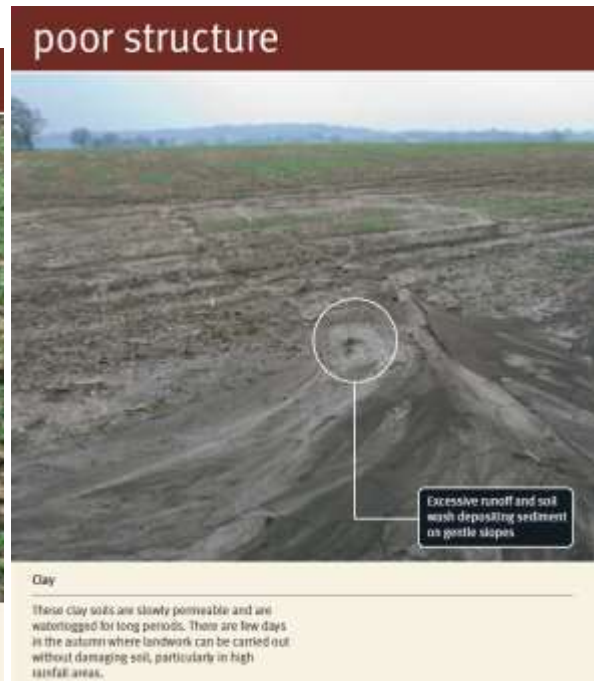 poor structure
Excessive runoff and soil
wash depositing sediment
on gentle slopes
Clay
These clay soils are slowly permeable and are
waterlogged for long periods. There are few days
in the autumn where landwork can be carried out
without damaging soil, particularly in high
rainfall areas.